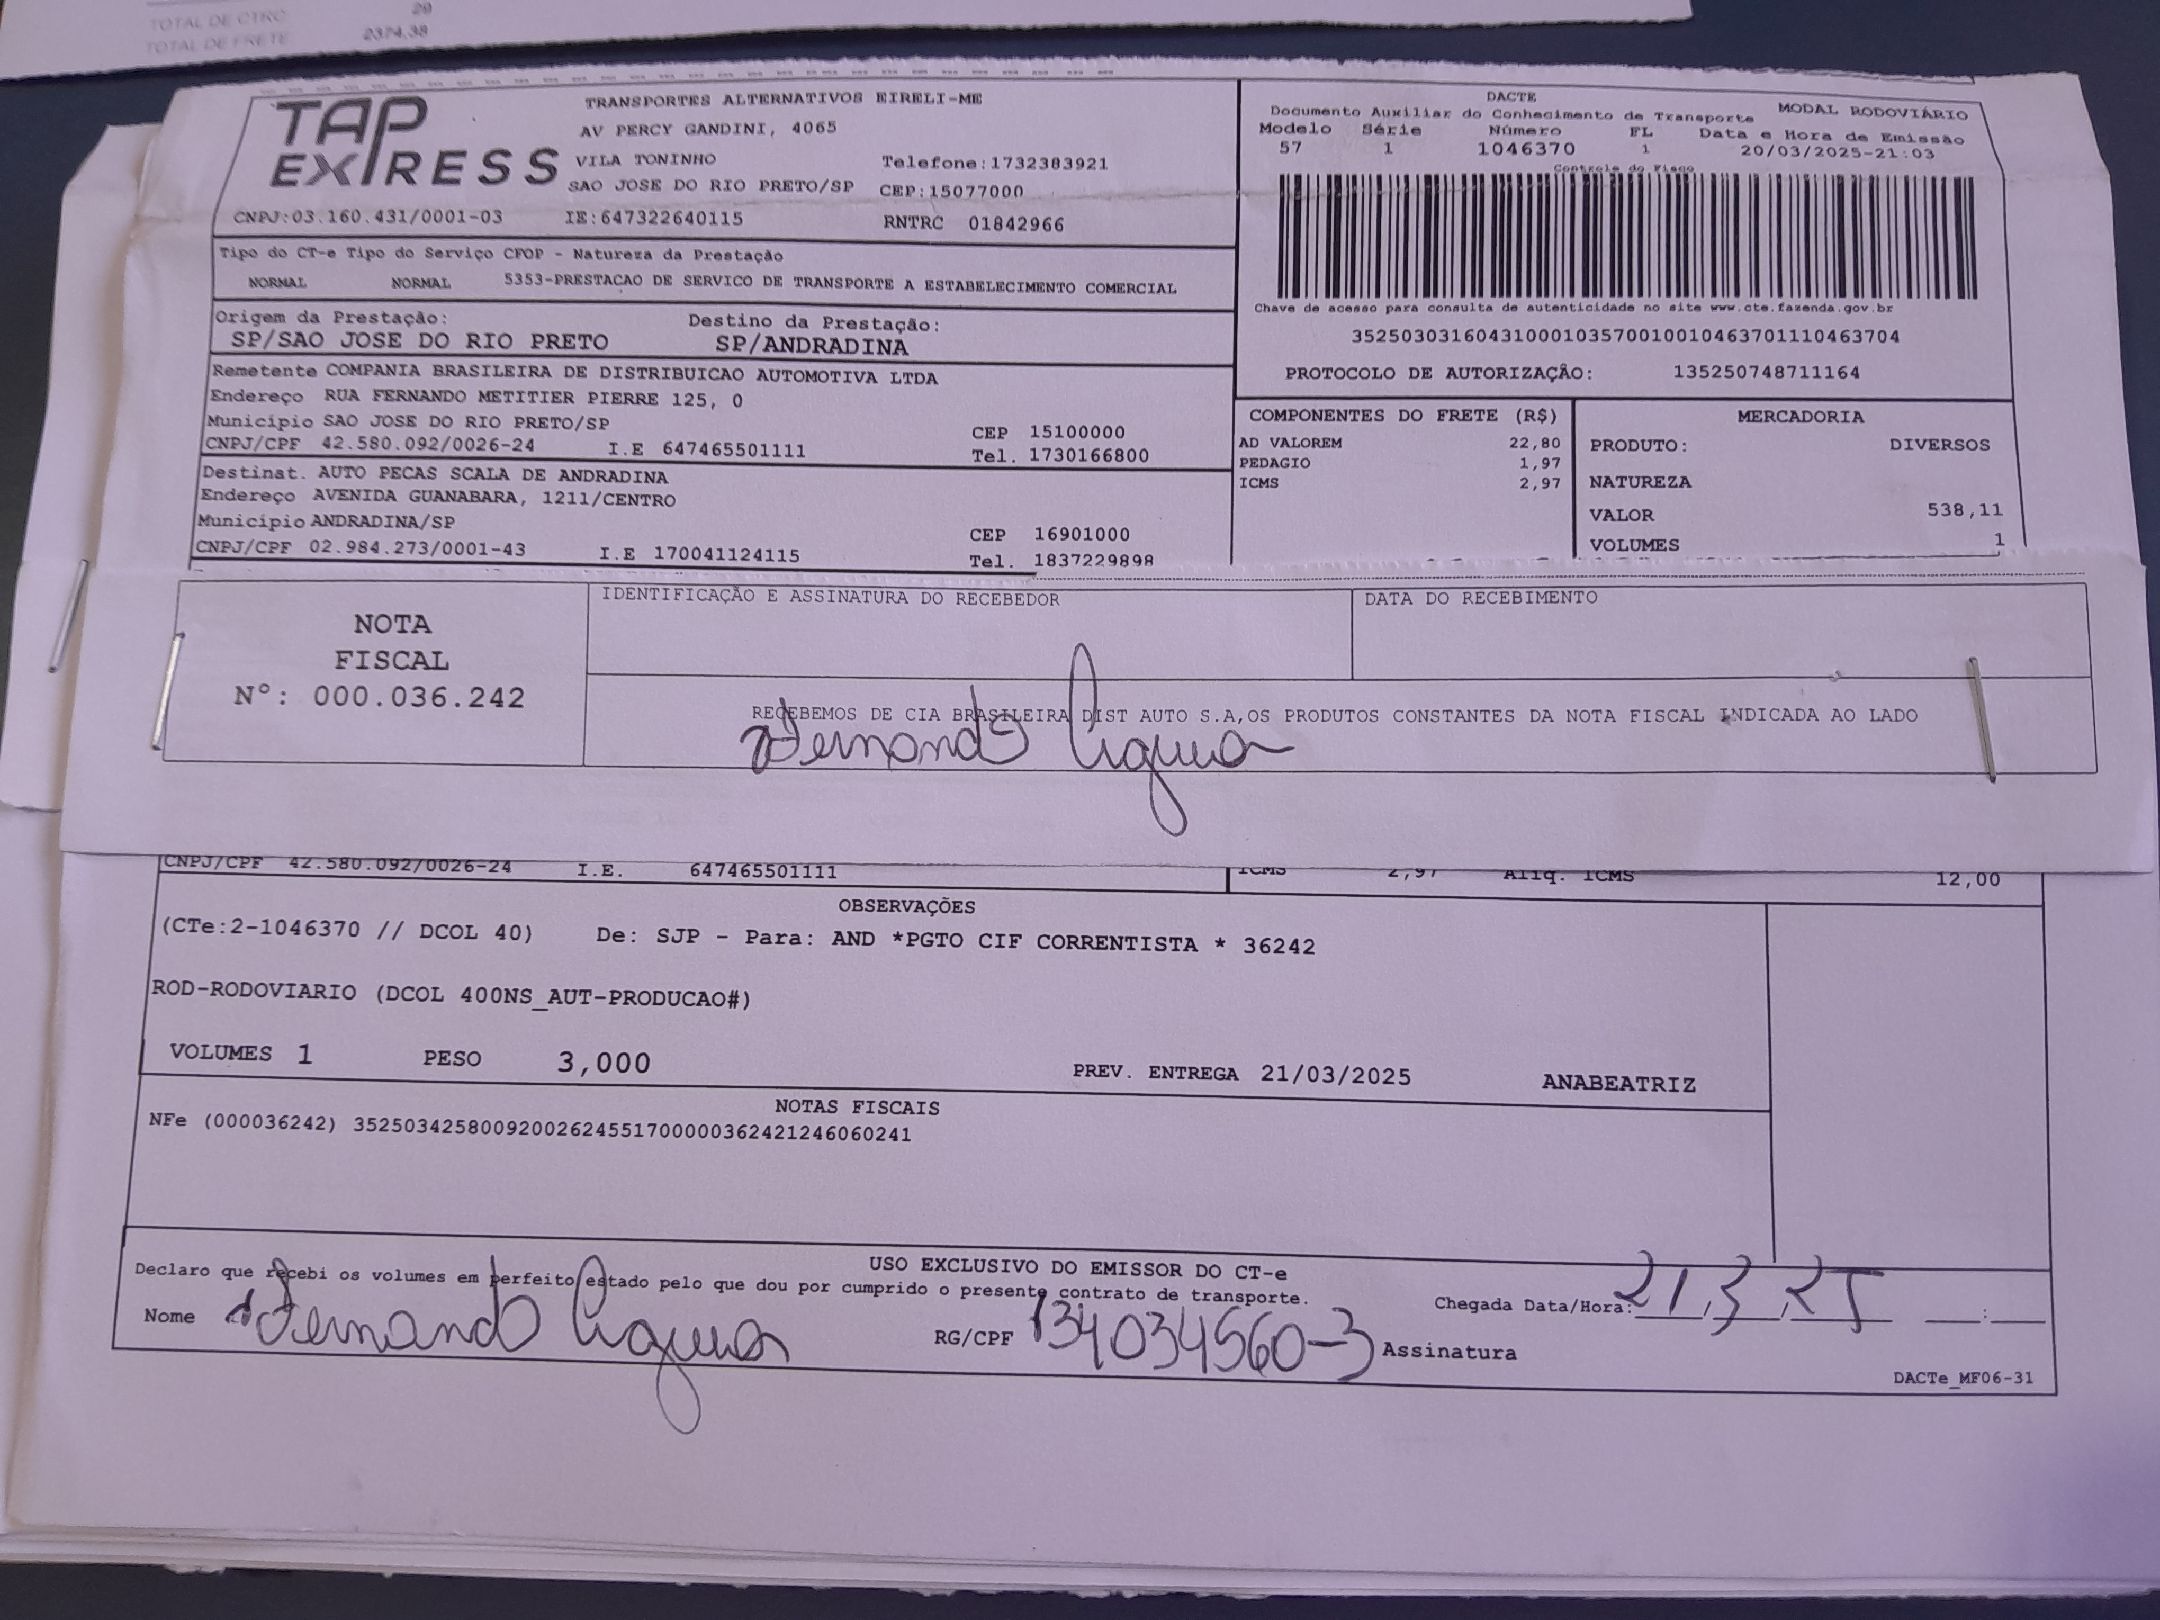 TOTAL DE CTRC 20
TOTAL DE FRETE 2374,38
TAP EXPRESS
TRANSPORTES ALTERNATIVOS EIRELI-ME
AV PERCY GANDINI, 4065
VILA TONINHO Telefone:1732383921
SAO JOSE DO RIO PRETO/SP CEP:15077000
CNPJ:03.160.431/0001-03 IE:647322640115 RNTRC 01842966
DACTE
Documento Auxiliar do Conhecimento de Transporte MODAL RODOVIÁRIO
Modelo Série Número FL Data e Hora de Emissão
57 1 1046370 1 20/03/2025-21:03
Controle do Fisco
Chave de acesso para consulta de autenticidade no site www.cte.fazenda.gov.br
35250303160431000103570010010463701110463704
PROTOCOLO DE AUTORIZAÇÃO: 135250748711164
Tipo do CT-e Tipo do Serviço CFOP - Natureza da Prestação
NORMAL NORMAL 5353-PRESTACAO DE SERVICO DE TRANSPORTE A ESTABELECIMENTO COMERCIAL
Origem da Prestação: Destino da Prestação:
SP/SAO JOSE DO RIO PRETO SP/ANDRADINA
Remetente COMPANIA BRASILEIRA DE DISTRIBUICAO AUTOMOTIVA LTDA
Endereço RUA FERNANDO METITIER PIERRE 125, 0
Município SAO JOSE DO RIO PRETO/SP CEP 15100000
CNPJ/CPF 42.580.092/0026-24 I.E 647465501111 Tel. 1730166800
Destinat. AUTO PECAS SCALA DE ANDRADINA
Endereço AVENIDA GUANABARA, 1211/CENTRO
Município ANDRADINA/SP CEP 16901000
CNPJ/CPF 02.984.273/0001-43 I.E 170041124115 Tel. 1837229898
COMPONENTES DO FRETE (R$)
AD VALOREM 22,80
PEDAGIO 1,97
ICMS 2,97
MERCADORIA
PRODUTO: DIVERSOS
NATUREZA
VALOR 538,11
VOLUMES 1
NOTA
FISCAL
N°: 000.036.242
IDENTIFICAÇÃO E ASSINATURA DO RECEBEDOR
DATA DO RECEBIMENTO
RECEBEMOS DE CIA BRASILEIRA DIST AUTO S.A,OS PRODUTOS CONSTANTES DA NOTA FISCAL INDICADA AO LADO
Fernando
CNPJ/CPF 42.580.092/0026-24 I.E. 647465501111 ICMS 2,97 Aliq. ICMS 12,00
OBSERVAÇÕES
(CTe:2-1046370 // DCOL 40) De: SJP - Para: AND *PGTO CIF CORRENTISTA * 36242
ROD-RODOVIARIO (DCOL 400NS_AUT-PRODUCAO#)
VOLUMES 1 PESO 3,000 PREV. ENTREGA 21/03/2025 ANABEATRIZ
NOTAS FISCAIS
NFe (000036242) 35250342580092002624551700000362421246060241
USO EXCLUSIVO DO EMISSOR DO CT-e
Declaro que recebi os volumes em perfeito estado pelo que dou por cumprido o presente contrato de transporte.
Nome Fernando RG/CPF 134034560-3 Assinatura
Chegada Data/Hora: 21,3,25 :
DACTe_MF06-31